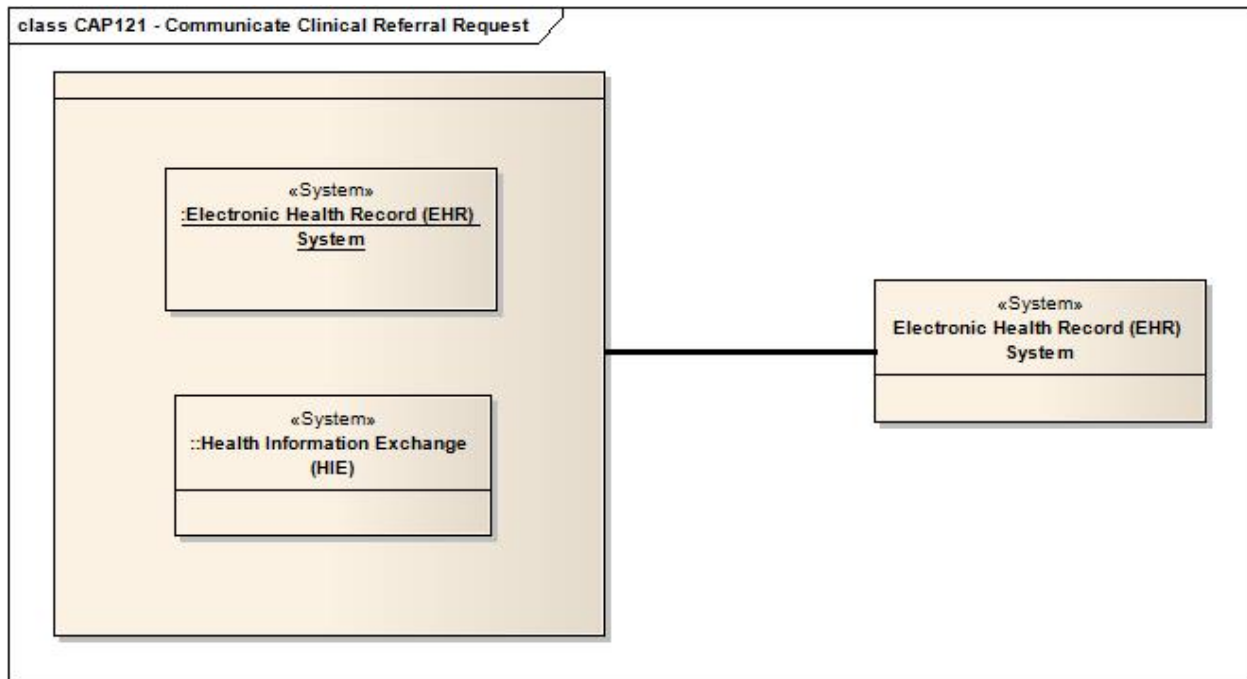 class CAP121 - Communicate Clinical Referral Request
«System»
:Electronic Health Record (EHR)
System
«System»
::Health Information Exchange
(HIE)
«System»
Electronic Health Record (EHR)
System